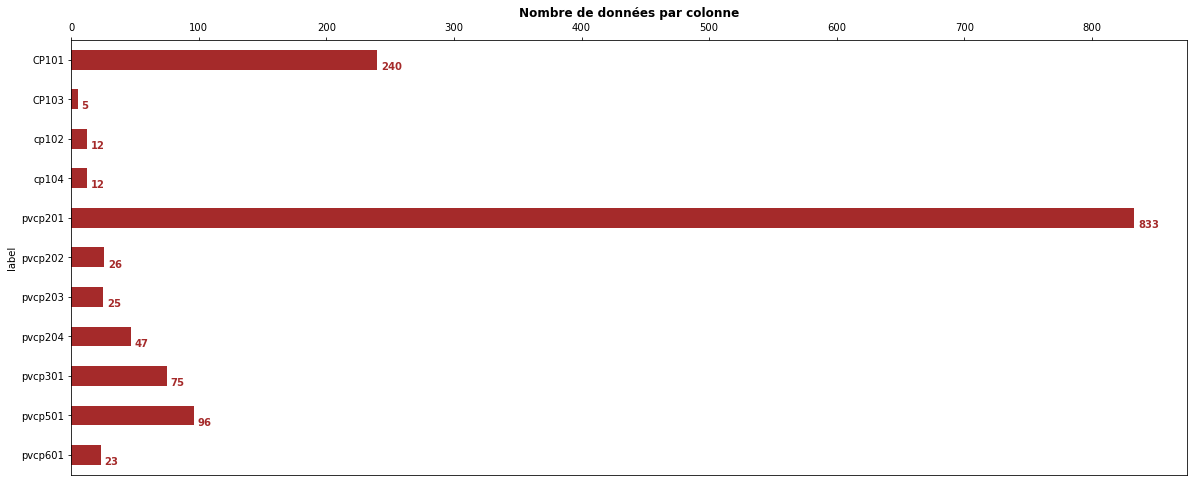 Nombre de données par colonne
0 100 200 300 400 500 600 700 800
CP101 240
CP103 5
cp102 12
cp104 12
pvcp201 833
label
pvcp202 26
pvcp203 25
pvcp204 47
pvcp301 75
pvcp501 96
pvcp601 23